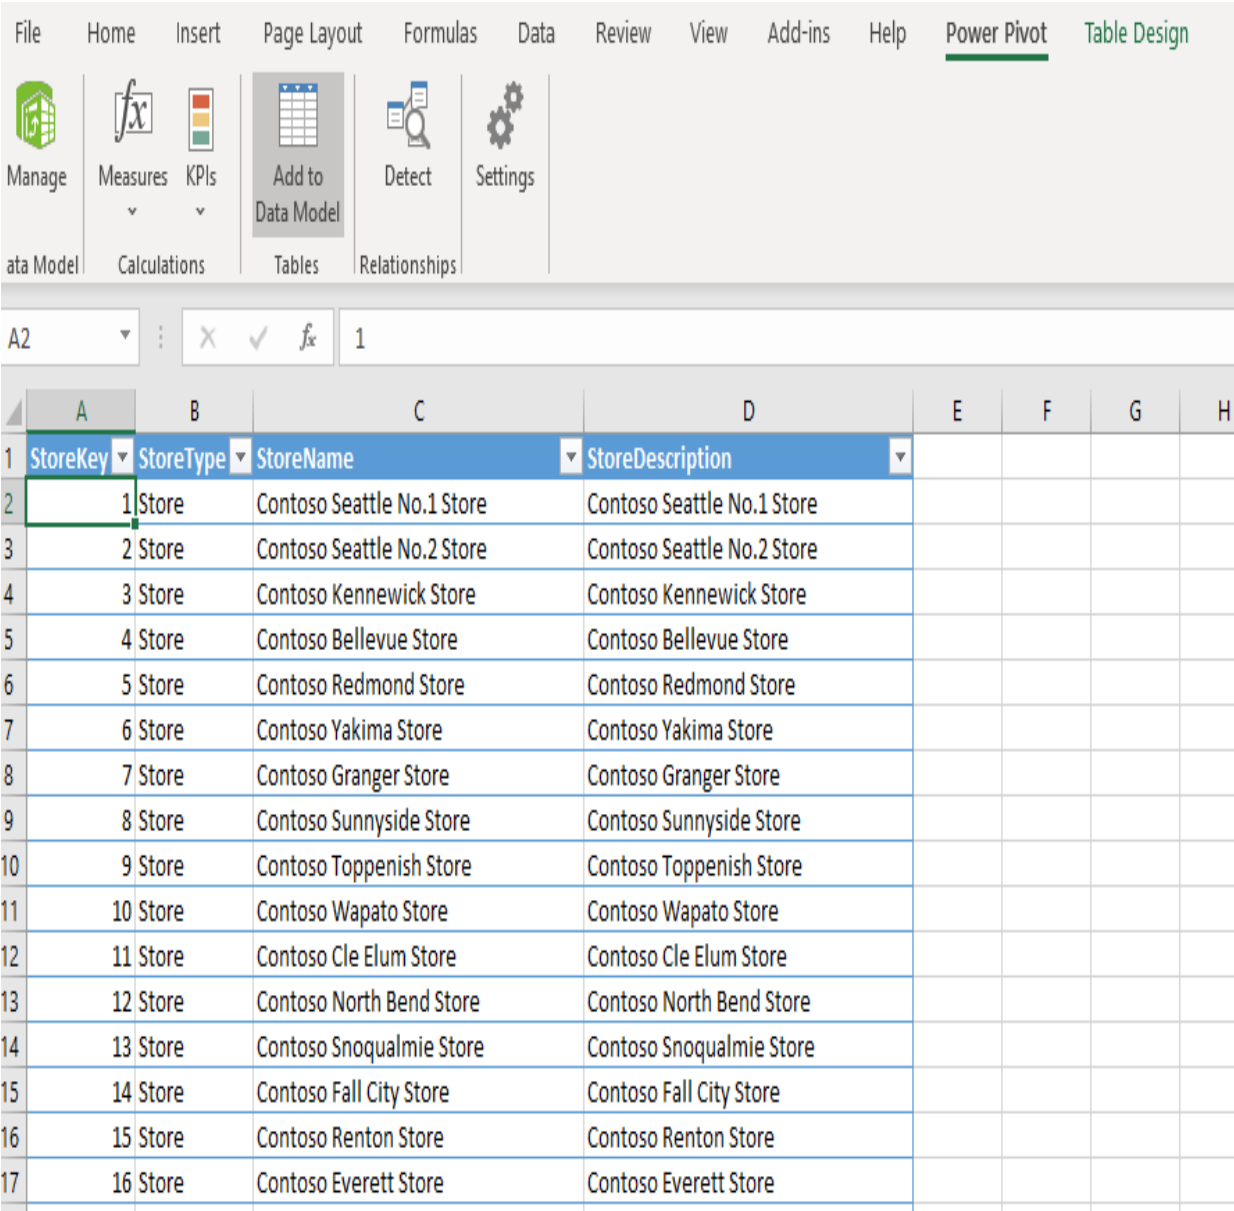 File Home Insert Page Layout Formulas Data Review View Add-ins Help Power Pivot Table Design
Manage Measures KPIs Add to Data Model Detect Settings
ata Model Calculations Tables Relationships
A2 fx 1
A B C D E F G H
1 StoreKey StoreType StoreName StoreDescription
2 1 Store Contoso Seattle No.1 Store Contoso Seattle No.1 Store
3 2 Store Contoso Seattle No.2 Store Contoso Seattle No.2 Store
4 3 Store Contoso Kennewick Store Contoso Kennewick Store
5 4 Store Contoso Bellevue Store Contoso Bellevue Store
6 5 Store Contoso Redmond Store Contoso Redmond Store
7 6 Store Contoso Yakima Store Contoso Yakima Store
8 7 Store Contoso Granger Store Contoso Granger Store
9 8 Store Contoso Sunnyside Store Contoso Sunnyside Store
10 9 Store Contoso Toppenish Store Contoso Toppenish Store
11 10 Store Contoso Wapato Store Contoso Wapato Store
12 11 Store Contoso Cle Elum Store Contoso Cle Elum Store
13 12 Store Contoso North Bend Store Contoso North Bend Store
14 13 Store Contoso Snoqualmie Store Contoso Snoqualmie Store
15 14 Store Contoso Fall City Store Contoso Fall City Store
16 15 Store Contoso Renton Store Contoso Renton Store
17 16 Store Contoso Everett Store Contoso Everett Store